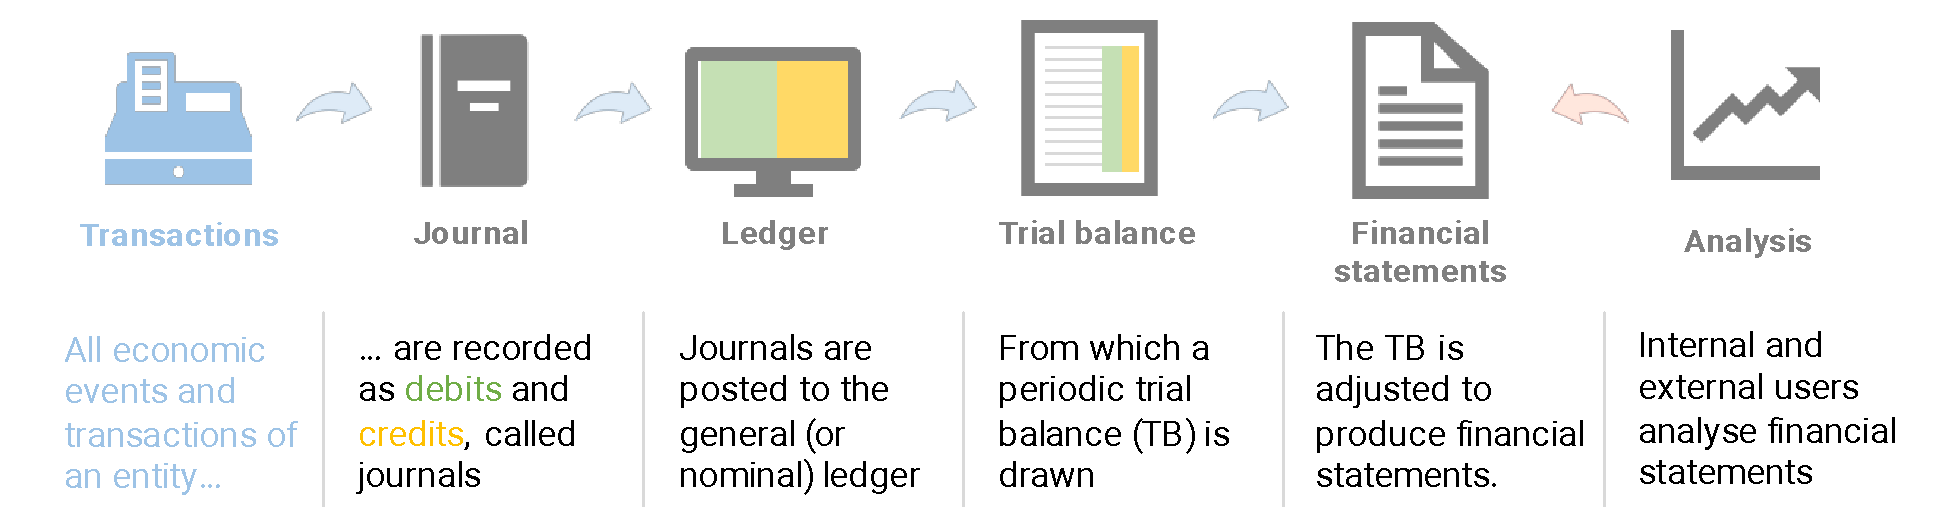 Transactions
Journal
Ledger
Trial balance
Financial
statements
Analysis
All economic
events and
transactions of
an entity...
... are recorded
as debits and
credits, called
journals
Journals are
posted to the
general (or
nominal) ledger
From which a
periodic trial
balance (TB) is
drawn
The TB is
adjusted to
produce financial
statements.
Internal and
external users
analyse financial
statements